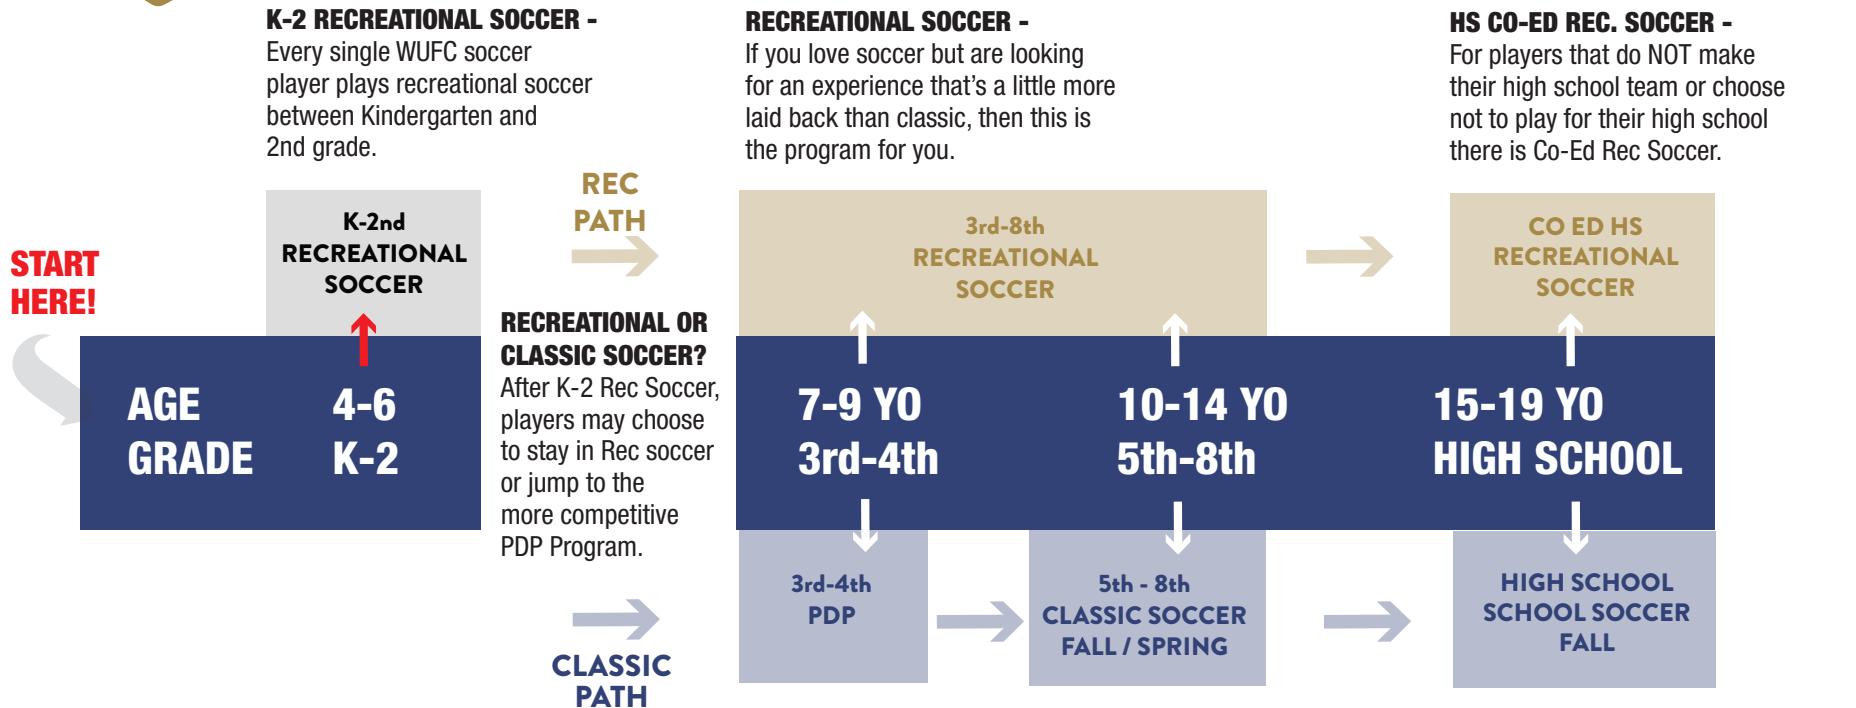 K-2 RECREATIONAL SOCCER -
Every single WUFC soccer
player plays recreational soccer
between Kindergarten and
2nd grade.
RECREATIONAL SOCCER -
If you love soccer but are looking
for an experience that's a little more
laid back than classic, then this is
the program for you.
HS CO-ED REC. SOCCER -
For players that do NOT make
their high school team or choose
not to play for their high school
there is Co-Ed Rec Soccer.
START
HERE!
K-2nd
RECREATIONAL
SOCCER
REC
PATH
3rd-8th
RECREATIONAL
SOCCER
CO ED HS
RECREATIONAL
SOCCER
AGE 4-6
GRADE K-2
RECREATIONAL OR
CLASSIC SOCCER?
After K-2 Rec Soccer,
players may choose
to stay in Rec soccer
or jump to the
more competitive
PDP Program.
7-9 YO
3rd-4th
10-14 YO
5th-8th
15-19 YO
HIGH SCHOOL
CLASSIC
PATH
3rd-4th
PDP
5th - 8th
CLASSIC SOCCER
FALL / SPRING
HIGH SCHOOL
SCHOOL SOCCER
FALL